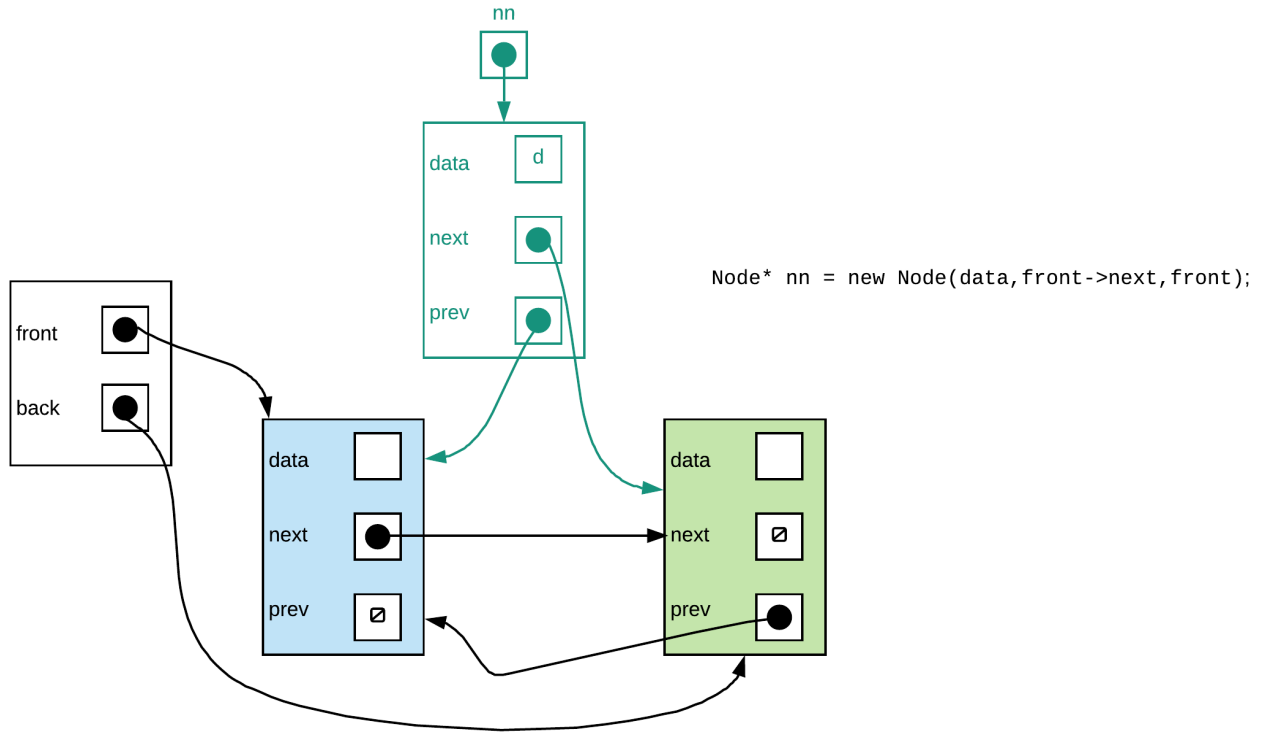 nn
data
d
next
prev
Node* nn = new Node(data,front->next,front);
front
back
data
next
prev
data
next
prev